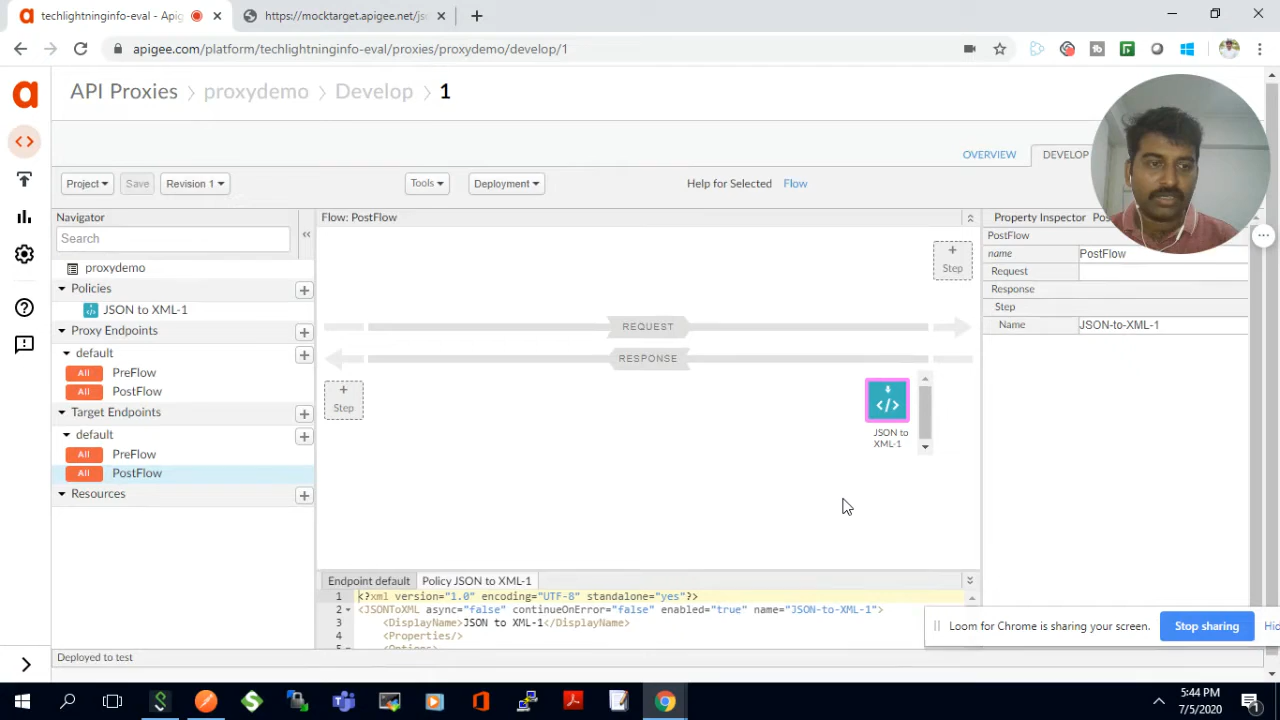 techlightninginfo-eval - Apig
https://mocktarget.apigee.net/js
apigee.com/platform/techlightninginfo-eval/proxies/proxydemo/develop/1
API Proxies > proxydemo > Develop > 1
OVERVIEW
DEVELOP
Project
Save
Revision 1
Tools
Deployment
Help for Selected
Flow
Navigator
Search
proxydemo
Policies
JSON to XML-1
Proxy Endpoints
default
All PreFlow
All PostFlow
Target Endpoints
default
All PreFlow
All PostFlow
Resources
Flow: PostFlow
+
Step
REQUEST
RESPONSE
+
Step
JSON to
XML-1
Property Inspector
PostFlow
name PostFlow
Request
Response
Step
Name JSON-to-XML-1
Endpoint default
Policy JSON to XML-1
1 <?xml version="1.0" encoding="UTF-8" standalone="yes"?>
2 <JSONToXML async="false" continueOnError="false" enabled="true" name="JSON-to-XML-1">
3 <DisplayName>JSON to XML-1</DisplayName>
4 <Properties/>
5 <Options>
Loom for Chrome is sharing your screen.
Stop sharing
Hid
Deployed to test
5:44 PM
7/5/2020